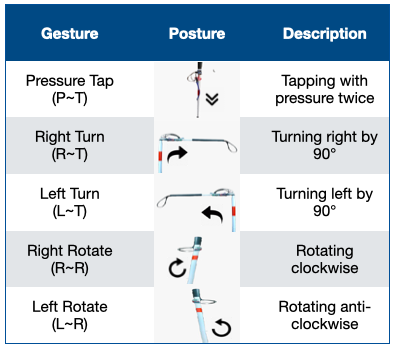 Gesture Posture Description
Pressure Tap
(P~T)
Tapping with
pressure twice
Right Turn
(R~T)
Turning right by
90°
Left Turn
(L~T)
Turning left by
90°
Right Rotate
(R~R)
Rotating
clockwise
Left Rotate
(L~R)
Rotating anti-
clockwise